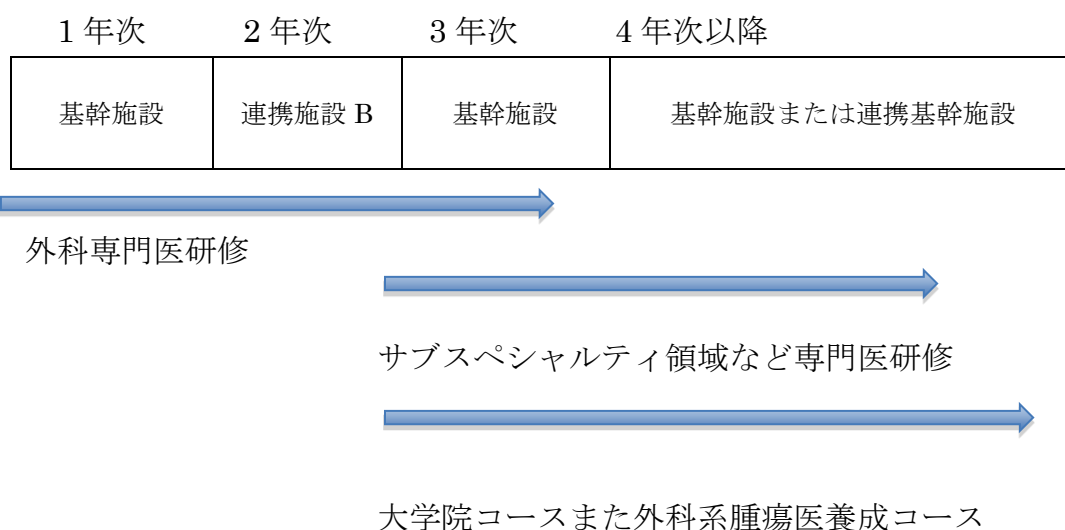 1 年次 2 年次 3 年次 4 年次以降
基幹施設 連携施設 B 基幹施設 基幹施設または連携基幹施設
外科専門医研修
サブスペシャルティ領域など専門医研修
大学院コースまた外科系腫瘍医養成コース